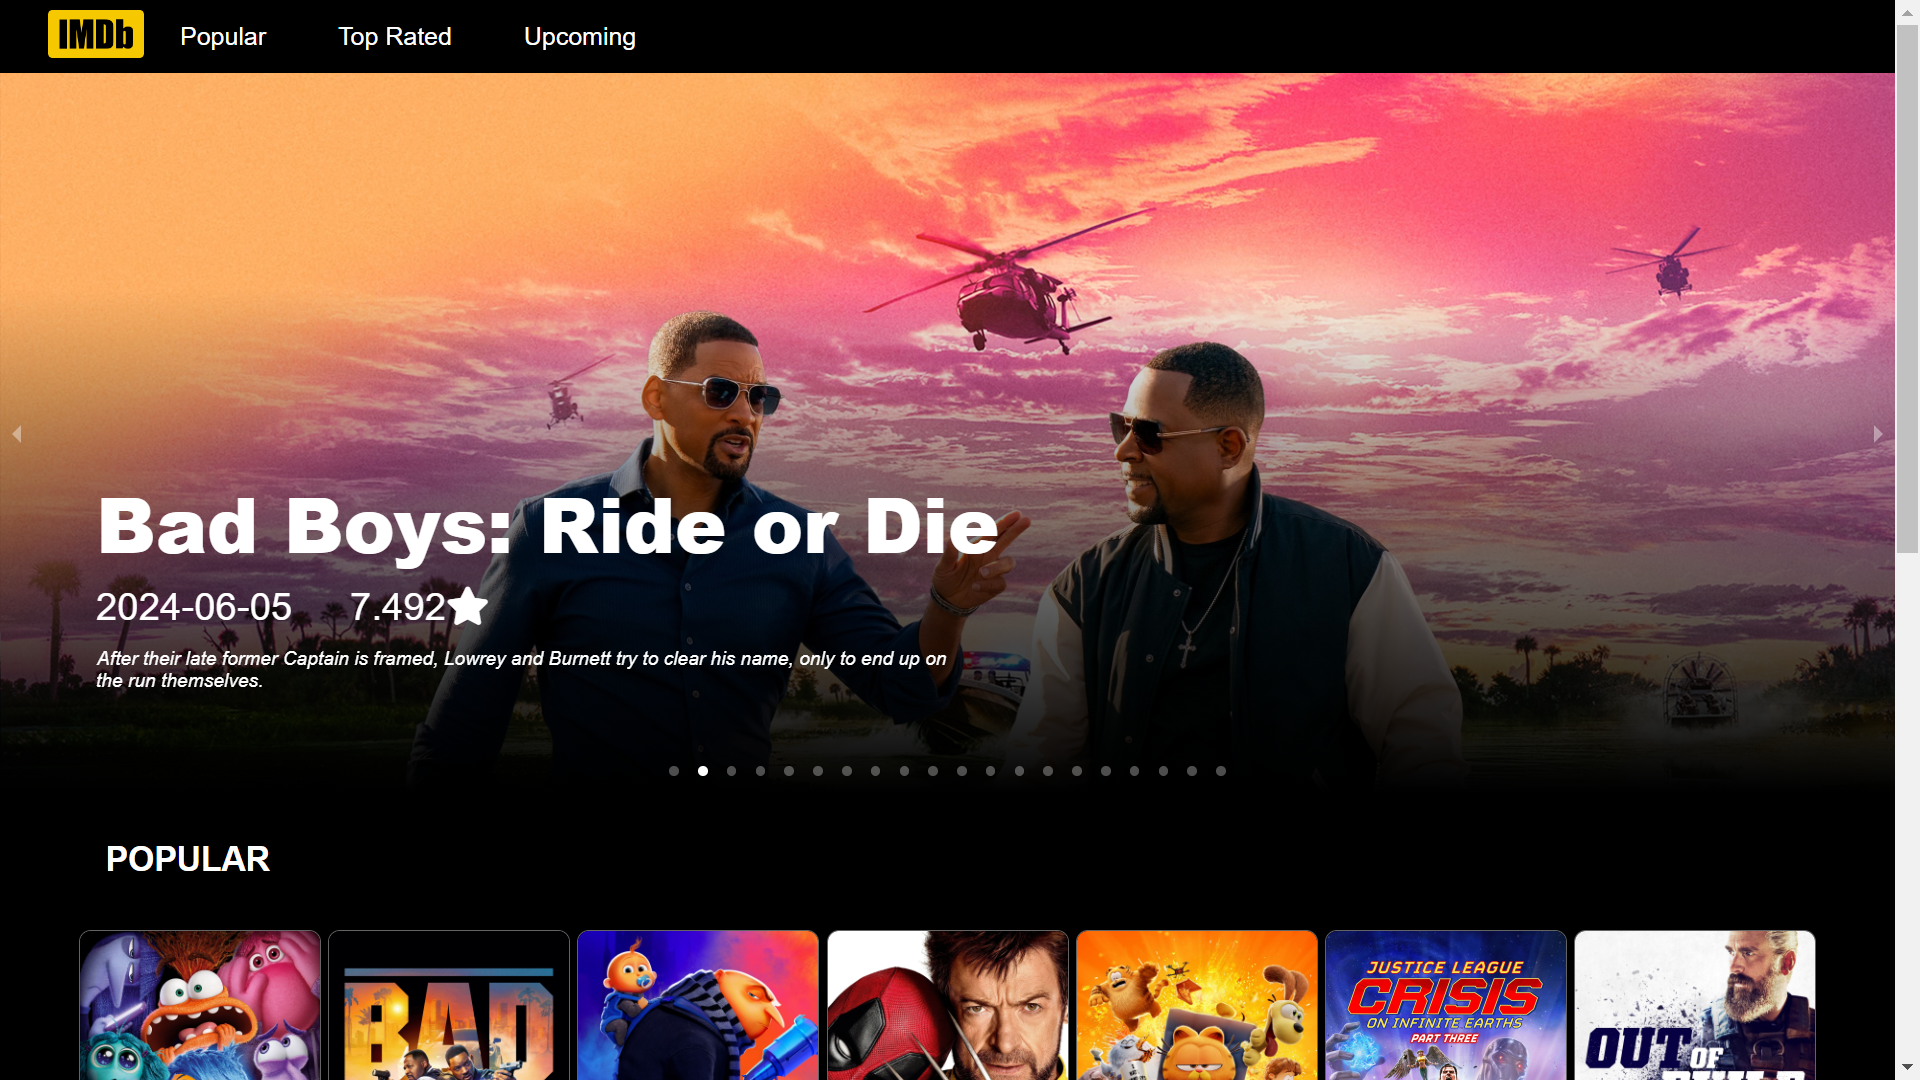 IMDb Popular Top Rated Upcoming
Bad Boys: Ride or Die
2024-06-05 7.492
After their late former Captain is framed, Lowrey and Burnett try to clear his name, only to end up on
the run themselves.
POPULAR
BAD
JUSTICE LEAGUE
CRISIS
ON INFINITE EARTHS
PART THREE
OUT OF